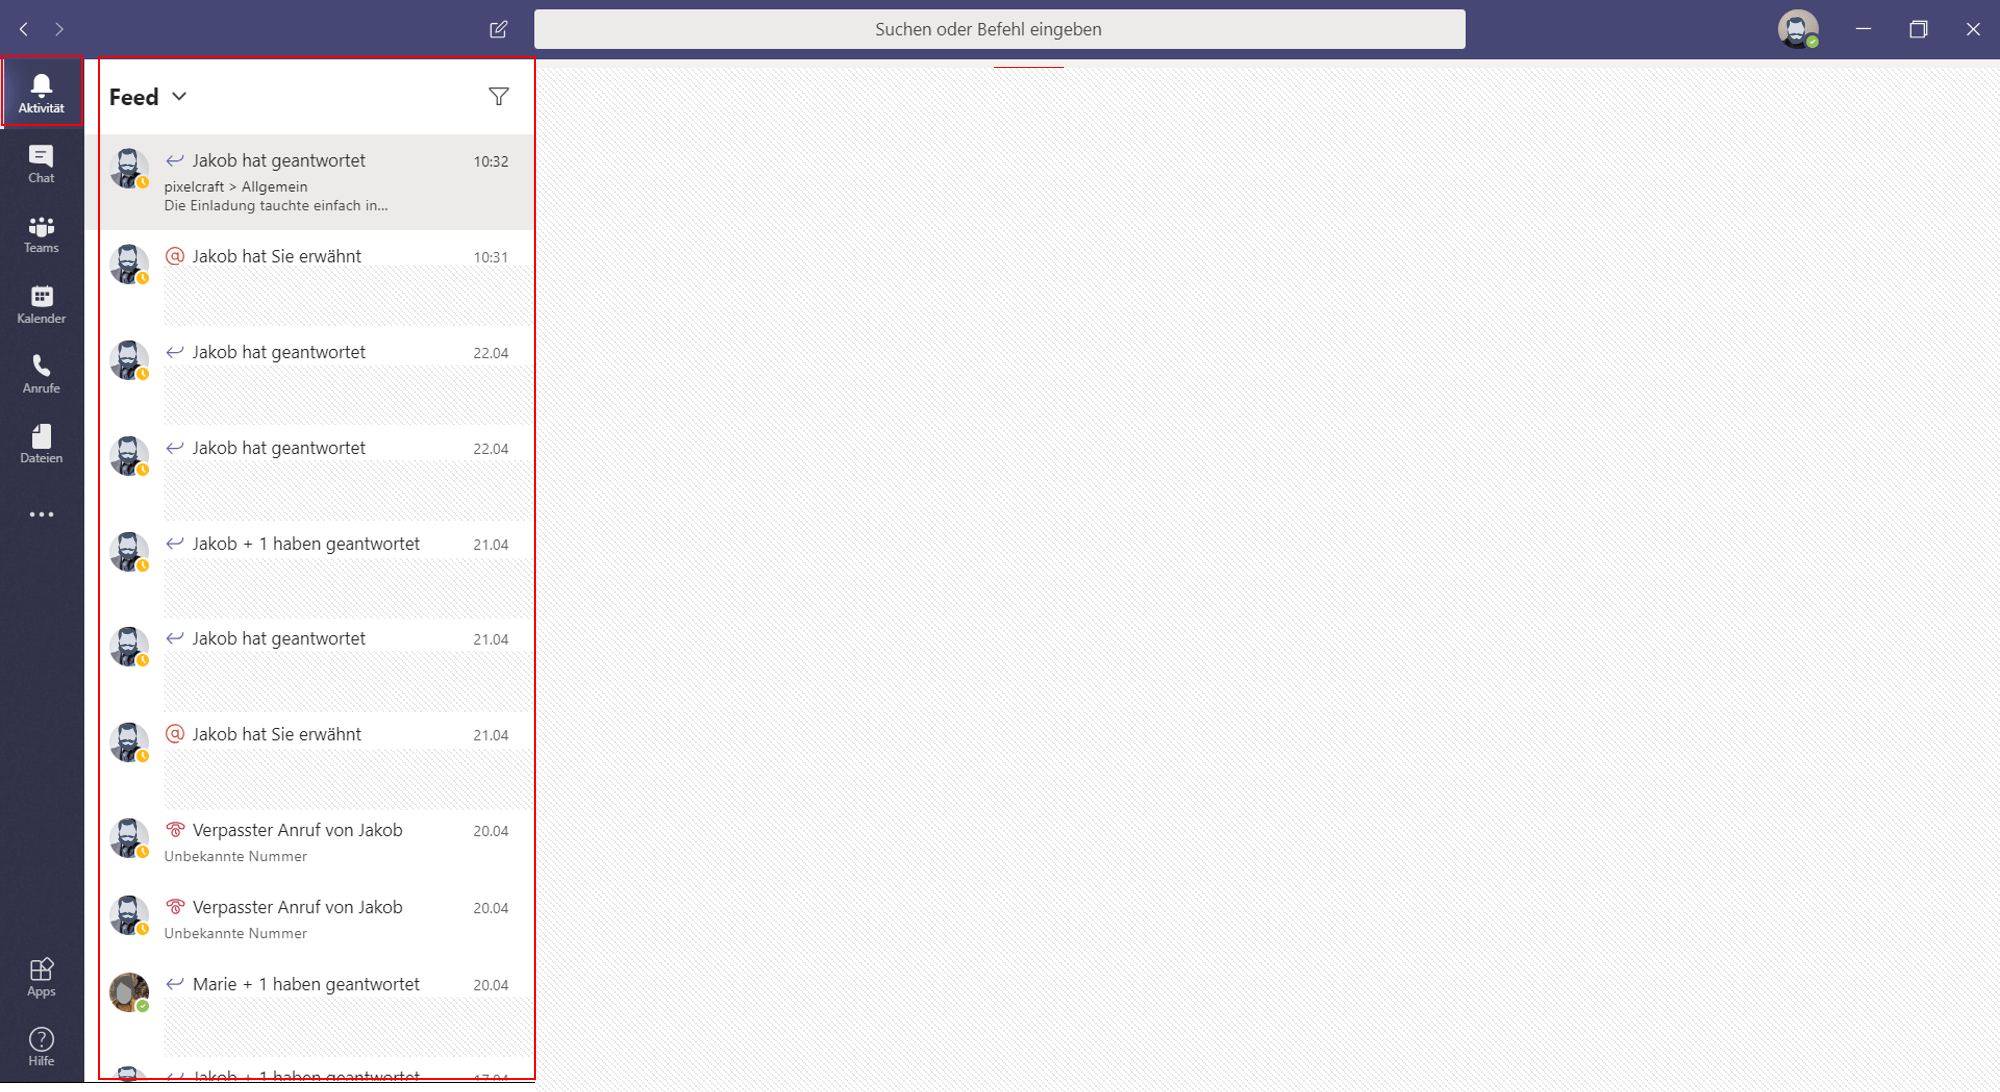 Suchen oder Befehl eingeben
Aktivität
Chat
Teams
Kalender
Anrufe
Dateien
Apps
Hilfe
Feed
Jakob hat geantwortet 10:32
pixelcraft > Allgemein
Die Einladung tauchte einfach in...
@ Jakob hat Sie erwähnt 10:31
Jakob hat geantwortet 22.04
Jakob hat geantwortet 22.04
Jakob + 1 haben geantwortet 21.04
Jakob hat geantwortet 21.04
@ Jakob hat Sie erwähnt 21.04
Verpasster Anruf von Jakob 20.04
Unbekannte Nummer
Verpasster Anruf von Jakob 20.04
Unbekannte Nummer
Marie + 1 haben geantwortet 20.04
Jakob + 1 haben geantwortet 17.04